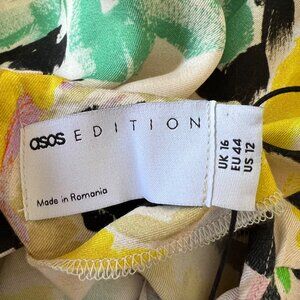 asos EDITION
Made in Romania
UK 16
EU 44
US 12